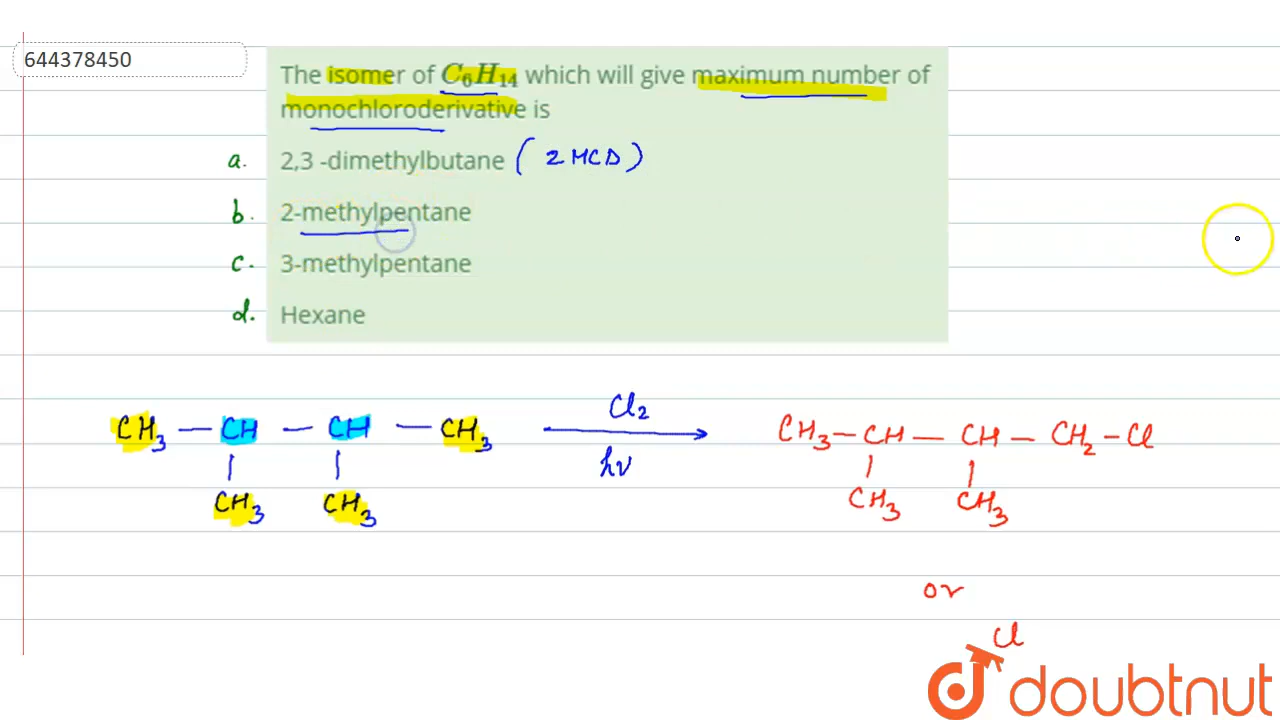 644378450
The isomer of C₆H₁₄ which will give maximum number of
monochloroderivative is
a. 2,3 -dimethylbutane (2 MCD)
b. 2-methylpentane
c. 3-methylpentane
d. Hexane
CH₃ — CH — CH — CH₃ Cl₂ CH₃ — CH — CH — CH₂ — Cl
hν
CH₃ CH₃ CH₃ CH₃
or
Cl
doubtnut